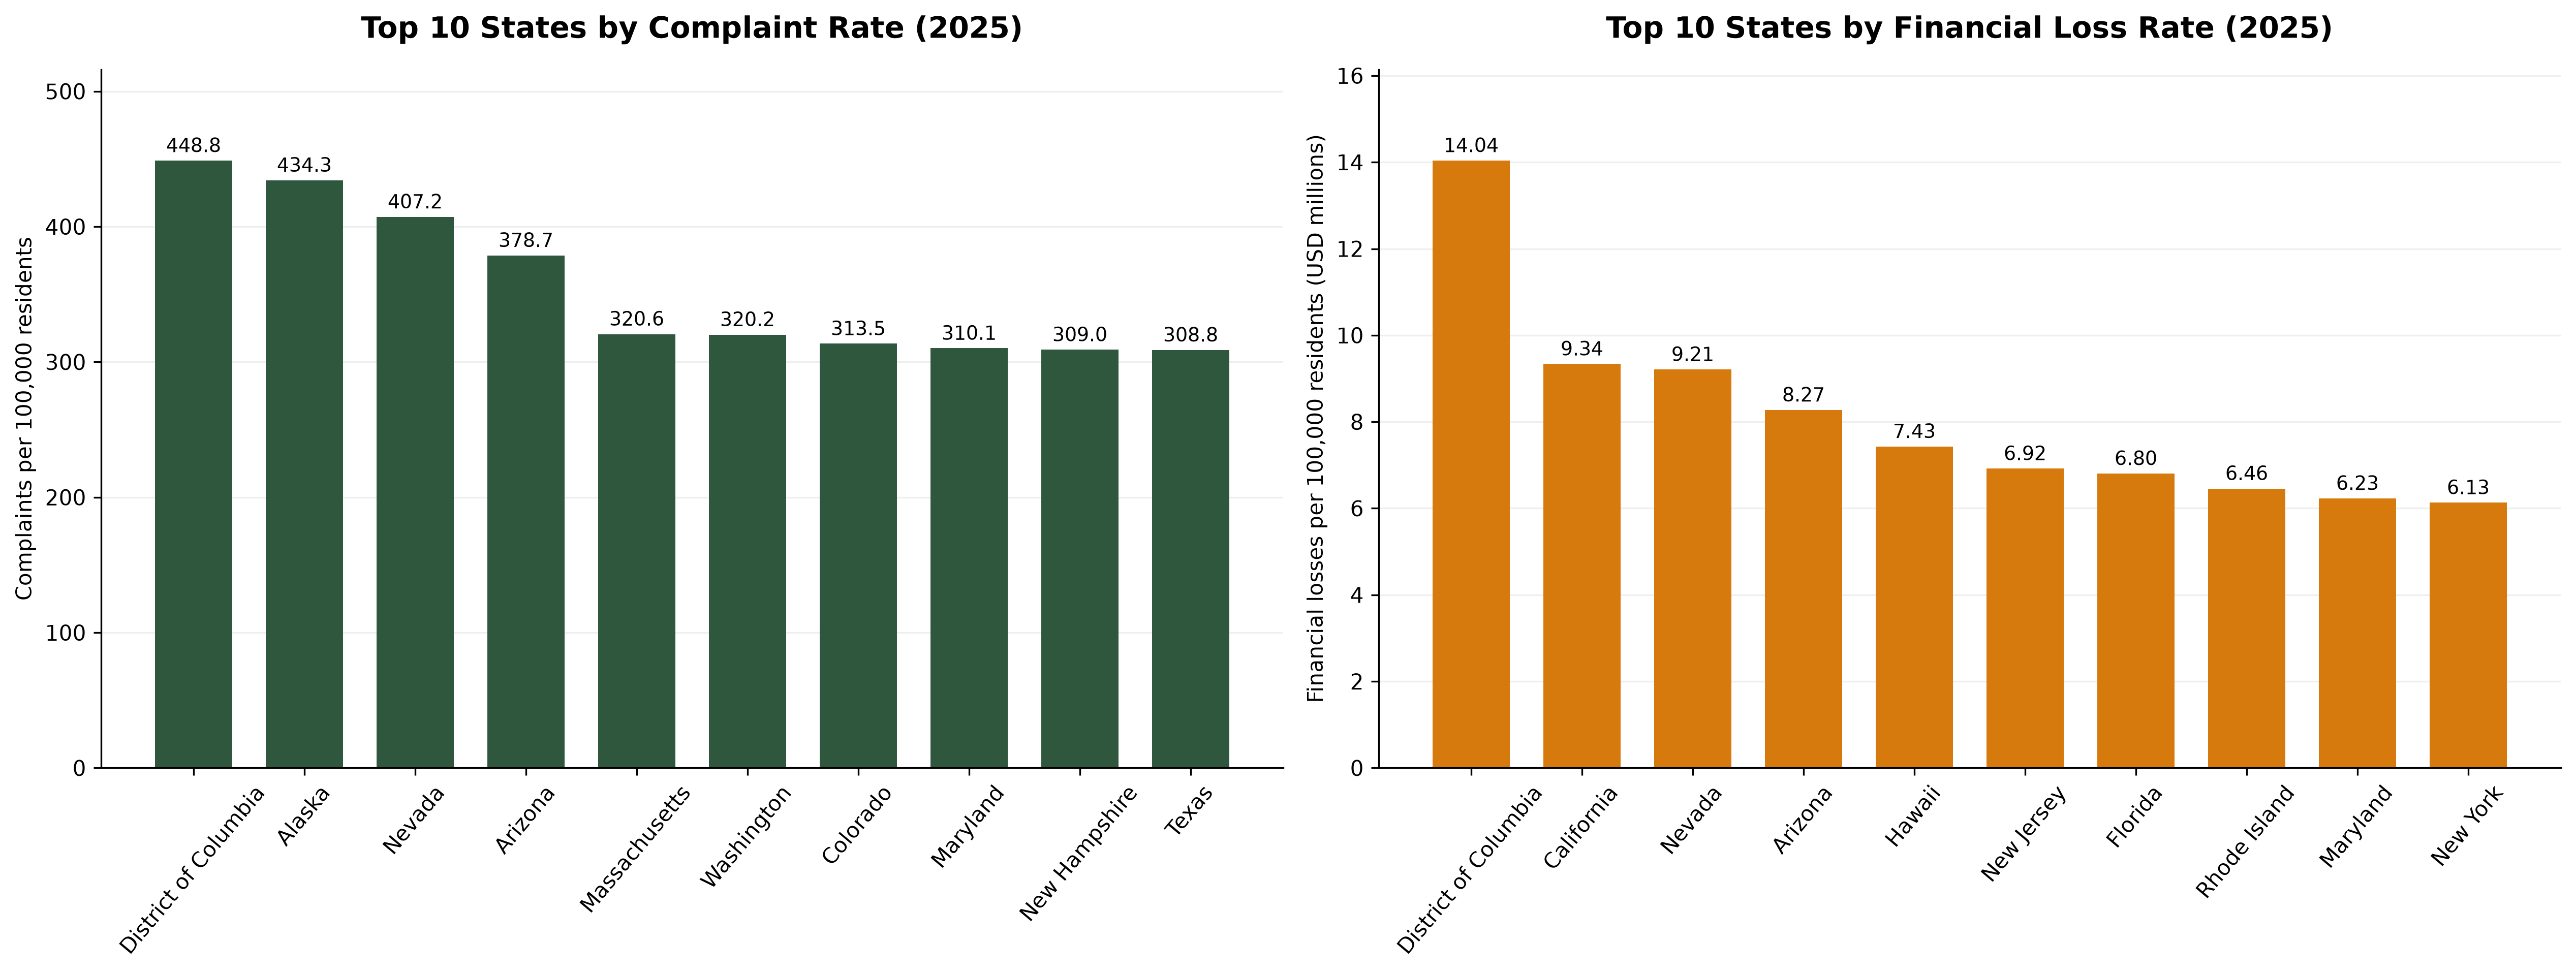 Top 10 States by Complaint Rate (2025)
Complaints per 100,000 residents
500
400
300
200
100
0
448.8
434.3
407.2
378.7
320.6
320.2
313.5
310.1
309.0
308.8
District of Columbia
Alaska
Nevada
Arizona
Massachusetts
Washington
Colorado
Maryland
New Hampshire
Texas
Top 10 States by Financial Loss Rate (2025)
Financial losses per 100,000 residents (USD millions)
16
14
12
10
8
6
4
2
0
14.04
9.34
9.21
8.27
7.43
6.92
6.80
6.46
6.23
6.13
District of Columbia
California
Nevada
Arizona
Hawaii
New Jersey
Florida
Rhode Island
Maryland
New York